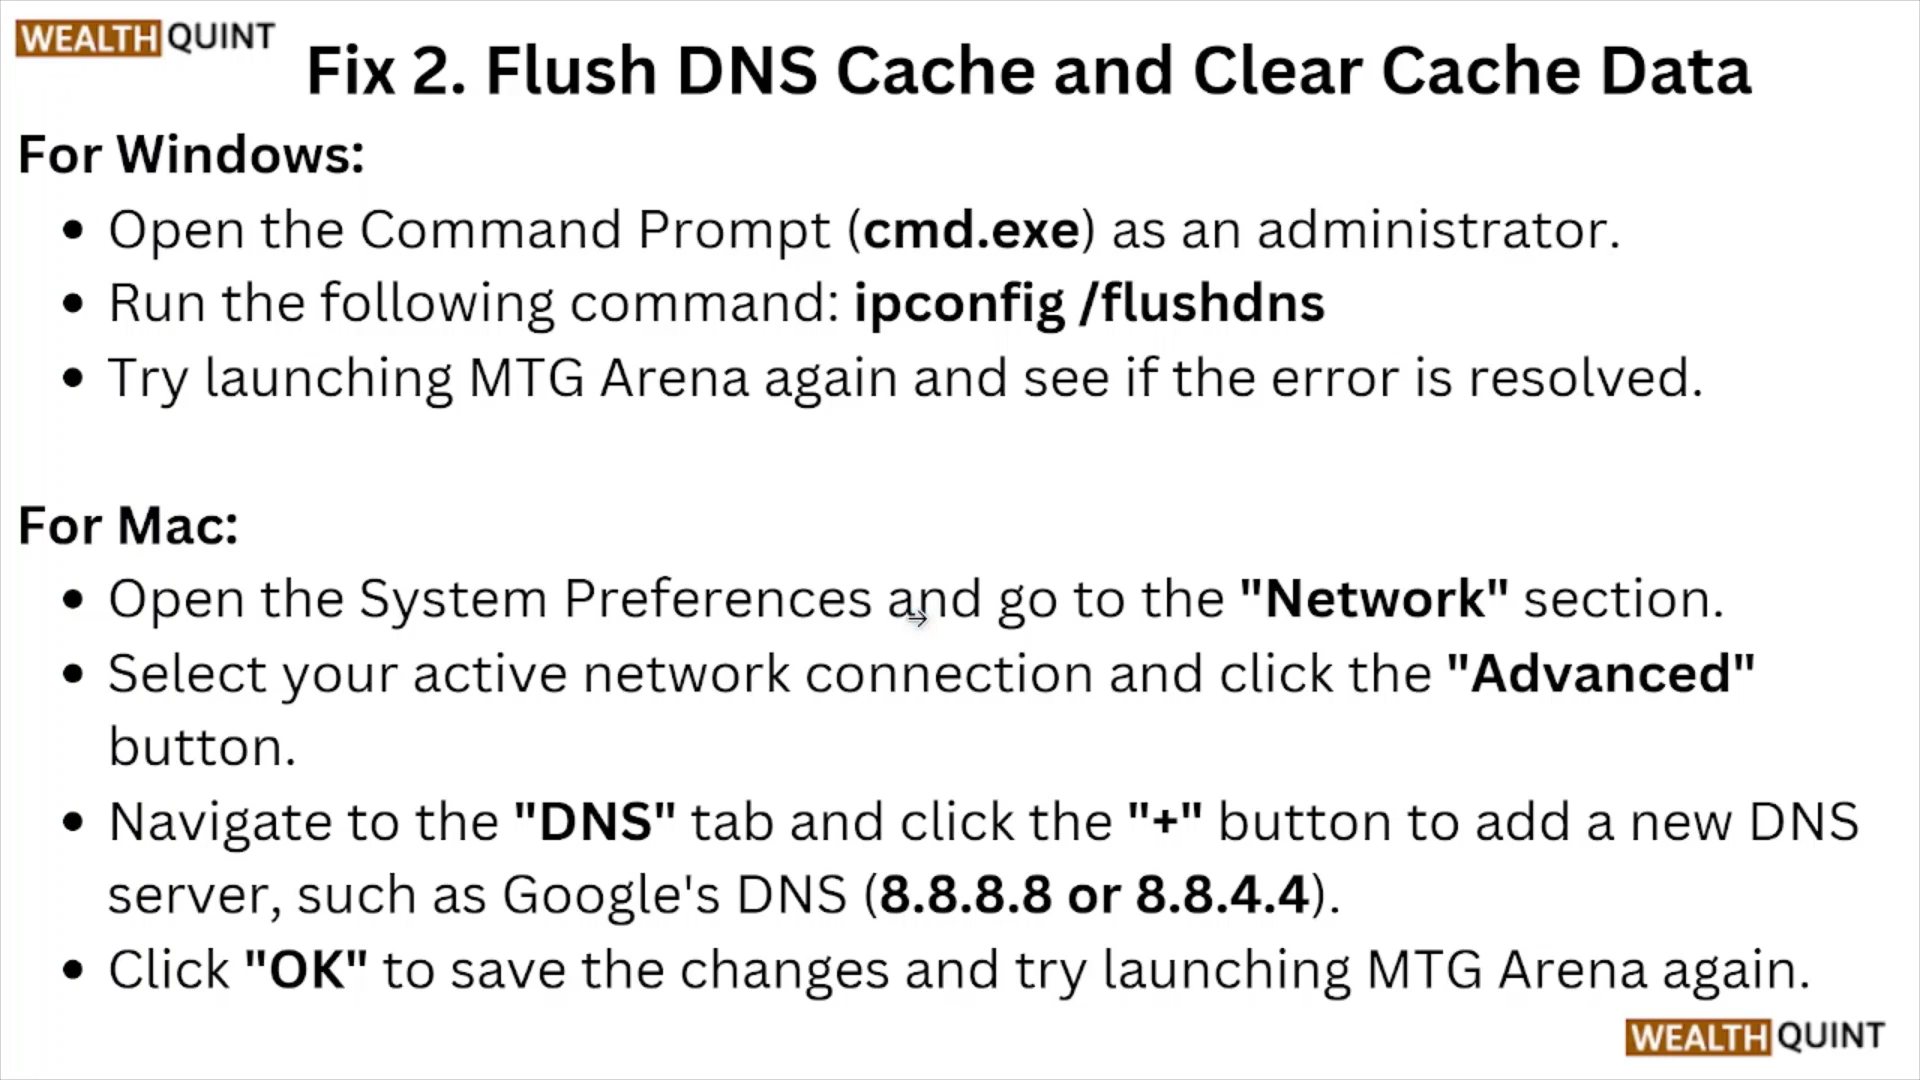 WEALTH QUINT
Fix 2. Flush DNS Cache and Clear Cache Data
For Windows:
• Open the Command Prompt (cmd.exe) as an administrator.
• Run the following command: ipconfig /flushdns
• Try launching MTG Arena again and see if the error is resolved.
For Mac:
• Open the System Preferences and go to the "Network" section.
• Select your active network connection and click the "Advanced"
button.
• Navigate to the "DNS" tab and click the "+" button to add a new DNS
server, such as Google's DNS (8.8.8.8 or 8.8.4.4).
• Click "OK" to save the changes and try launching MTG Arena again.
WEALTH QUINT